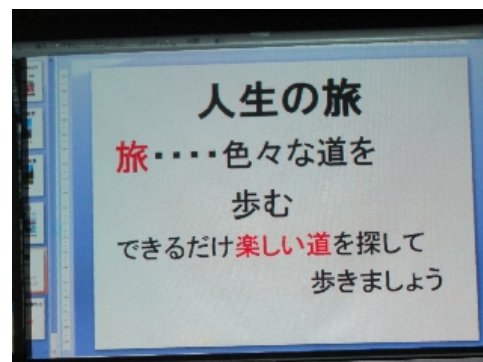 人生の旅
旅････色々な道を
歩む
できるだけ楽しい道を探して
歩きましょう